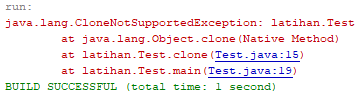 run:
java.lang.CloneNotSupportedException: latihan.Test
at java.lang.Object.clone(Native Method)
at latihan.Test.clone(Test.java:15)
at latihan.Test.main(Test.java:19)
BUILD SUCCESSFUL (total time: 1 second)